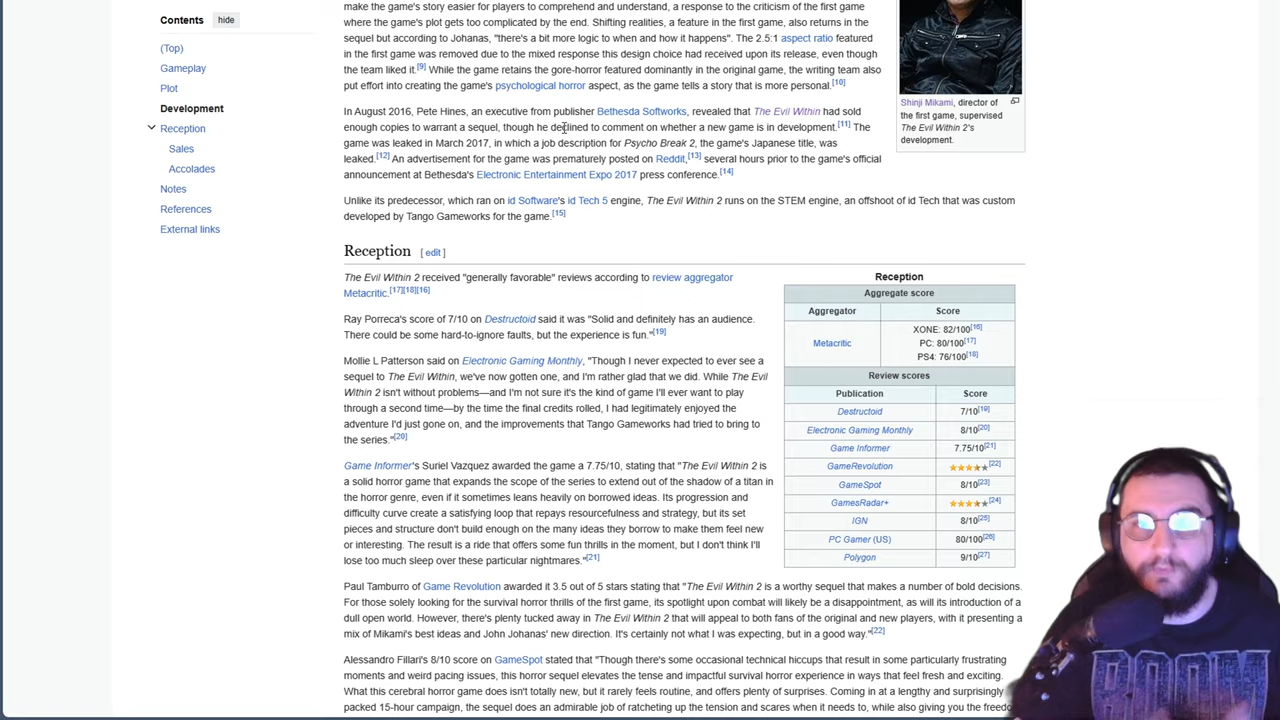 Contents hide
(Top)
Gameplay
Plot
Development
Reception
Sales
Accolades
Notes
References
External links
make the game's story easier for players to comprehend and understand, a response to the criticism of the first game
where the game's plot gets too complicated by the end. Shifting realities, a feature in the first game, also returns in the
sequel but according to Johanas, "there's a bit more logic to when and how it happens". The 2.5:1 aspect ratio featured
in the first game was removed due to the mixed response this design choice had received upon its release, even though
the team liked it.[9] While the game retains the gore-horror featured dominantly in the original game, the writing team also
put effort into creating the game's psychological horror aspect, as the game tells a story that is more personal.[10]
Shinji Mikami, director of
the first game, supervised
The Evil Within 2's
development.
In August 2016, Pete Hines, an executive from publisher Bethesda Softworks, revealed that The Evil Within had sold
enough copies to warrant a sequel, though he declined to comment on whether a new game is in development.[11] The
game was leaked in March 2017, in which a job description for Psycho Break 2, the game's Japanese title, was
leaked.[12] An advertisement for the game was prematurely posted on Reddit,[13] several hours prior to the game's official
announcement at Bethesda's Electronic Entertainment Expo 2017 press conference.[14]
Unlike its predecessor, which ran on id Software's id Tech 5 engine, The Evil Within 2 runs on the STEM engine, an offshoot of id Tech that was custom
developed by Tango Gameworks for the game.[15]
Reception [ edit ]
The Evil Within 2 received "generally favorable" reviews according to review aggregator
Metacritic.[17][18][16]
Ray Porreca's score of 7/10 on Destructoid said it was "Solid and definitely has an audience.
There could be some hard-to-ignore faults, but the experience is fun."[19]
Mollie L Patterson said on Electronic Gaming Monthly, "Though I never expected to ever see a
sequel to The Evil Within, we've now gotten one, and I'm rather glad that we did. While The Evil
Within 2 isn't without problems—and I'm not sure it's the kind of game I'll ever want to play
through a second time—by the time the final credits rolled, I had legitimately enjoyed the
adventure I'd just gone on, and the improvements that Tango Gameworks had tried to bring to
the series."[20]
Game Informer's Suriel Vazquez awarded the game a 7.75/10, stating that "The Evil Within 2 is
a solid horror game that expands the scope of the series to extend out of the shadow of a titan in
the horror genre, even if it sometimes leans heavily on borrowed ideas. Its progression and
difficulty curve create a satisfying loop that repays resourcefulness and strategy, but its set
pieces and structure don't build enough on the many ideas they borrow to make them feel new
or interesting. The result is a ride that offers some fun thrills in the moment, but I don't think I'll
lose too much sleep over these particular nightmares."[21]
Reception
Aggregate score
Aggregator Score
Metacritic XONE: 82/100[16]
PC: 80/100[17]
PS4: 76/100[18]
Review scores
Publication Score
Destructoid 7/10[19]
Electronic Gaming Monthly 8/10[20]
Game Informer 7.75/10[21]
GameRevolution [22]
GameSpot 8/10[23]
GamesRadar+ [24]
IGN 8/10[25]
PC Gamer (US) 80/100[26]
Polygon 9/10[27]
Paul Tamburro of Game Revolution awarded it 3.5 out of 5 stars stating that "The Evil Within 2 is a worthy sequel that makes a number of bold decisions.
For those solely looking for the survival horror thrills of the first game, its spotlight upon combat will likely be a disappointment, as will its introduction of a
dull open world. However, there's plenty tucked away in The Evil Within 2 that will appeal to both fans of the original and new players, with it presenting a
mix of Mikami's best ideas and John Johanas' new direction. It's certainly not what I was expecting, but in a good way."[22]
Alessandro Fillari's 8/10 score on GameSpot stated that "Though there's some occasional technical hiccups that result in some particularly frustrating
moments and weird pacing issues, this horror sequel elevates the tense and impactful survival horror experience in ways that feel fresh and exciting.
What this cerebral horror game does isn't totally new, but it rarely feels routine, and offers plenty of surprises. Coming in at a lengthy and surprisingly
packed 15-hour campaign, the sequel does an admirable job of ratcheting up the tension and scares when it needs to, while also giving you the freedo
DOOM